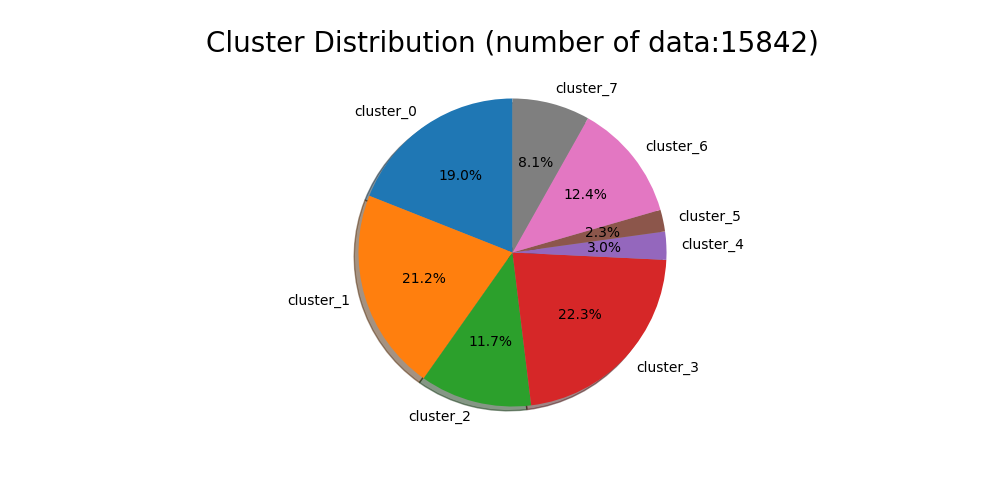 Cluster Distribution (number of data:15842)
cluster_7
cluster_0
cluster_6
8.1%
19.0%
12.4%
cluster_5
2.3%
cluster_4
3.0%
21.2%
cluster_1
22.3%
11.7%
cluster_3
cluster_2